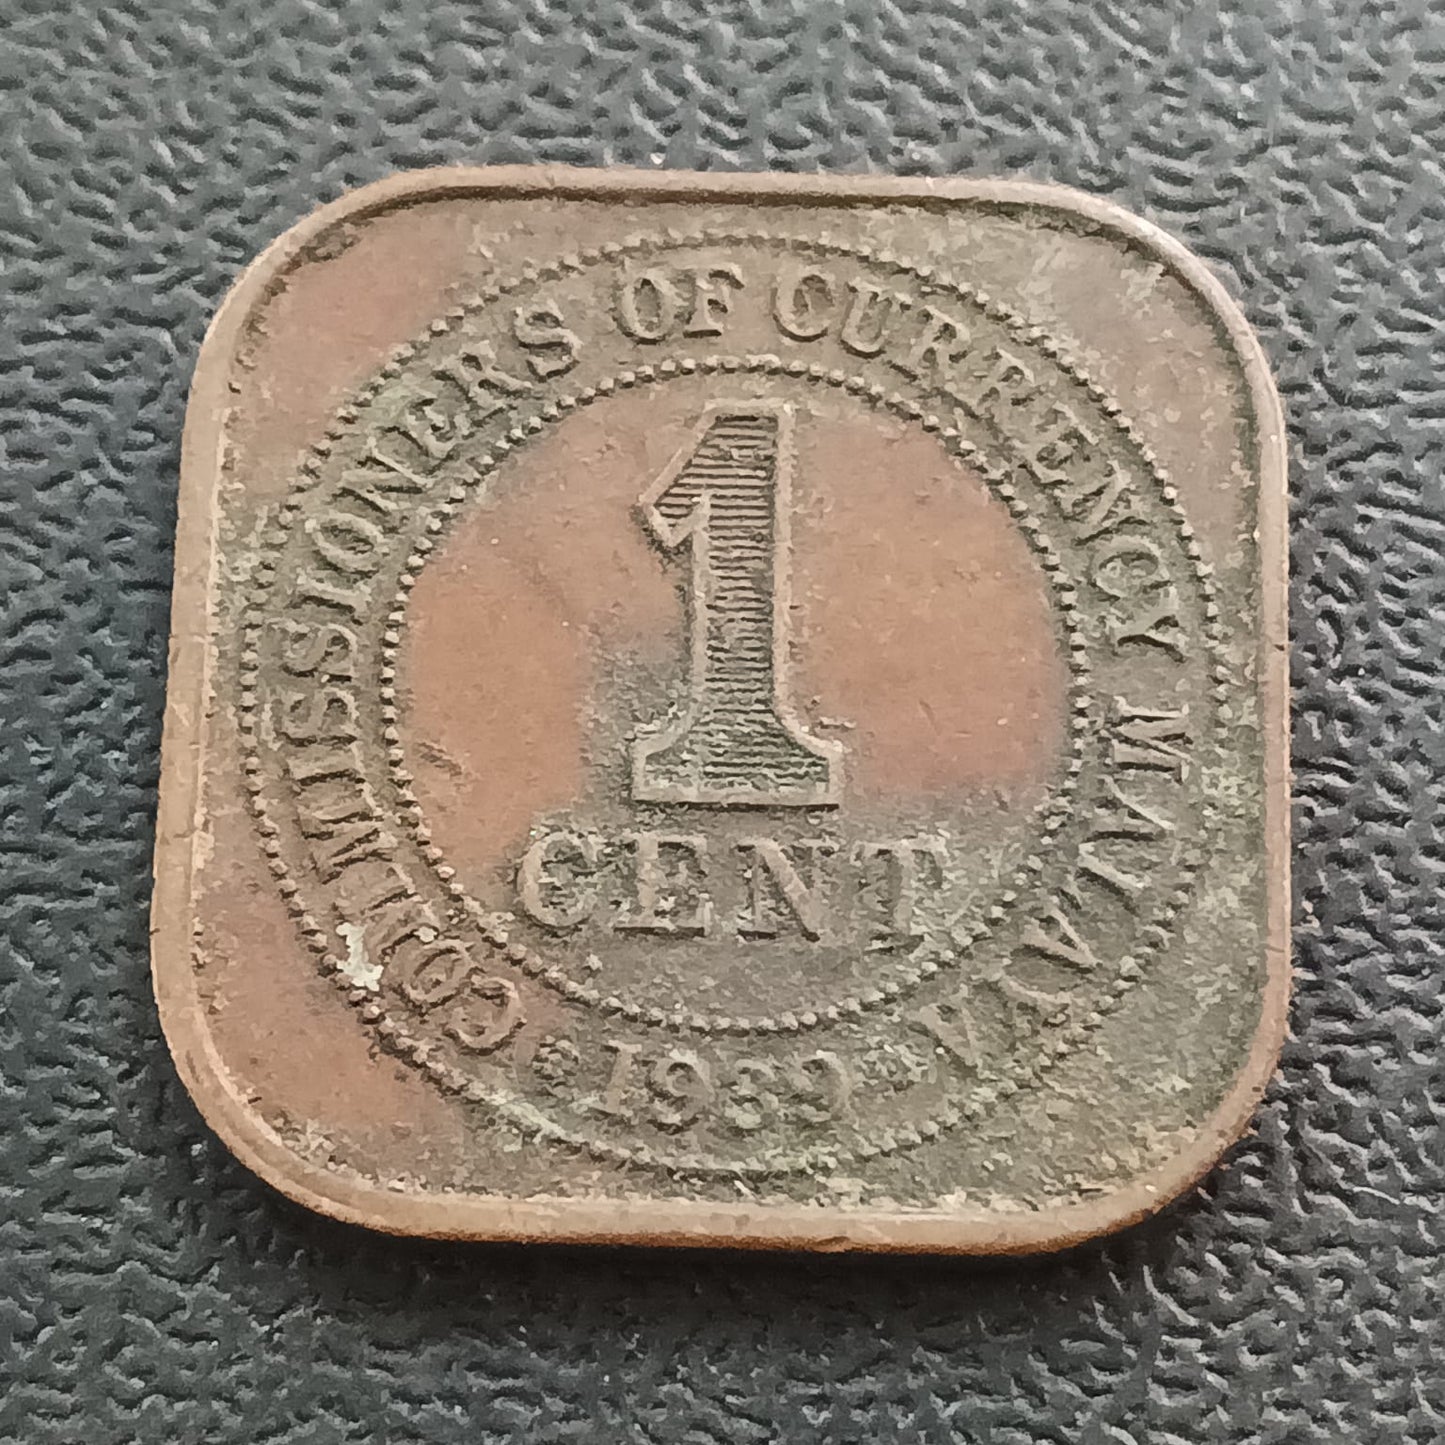 COMMISSIONERS OF CURRENCY MALAYA
1
CENT
1939